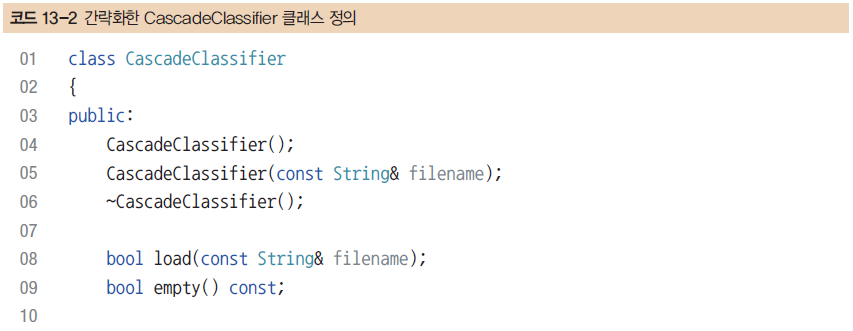 코드 13-2 간략화한 CascadeClassifier 클래스 정의
01 class CascadeClassifier
02 {
03 public:
04 CascadeClassifier();
05 CascadeClassifier(const String& filename);
06 ~CascadeClassifier();
07
08 bool load(const String& filename);
09 bool empty() const;
10